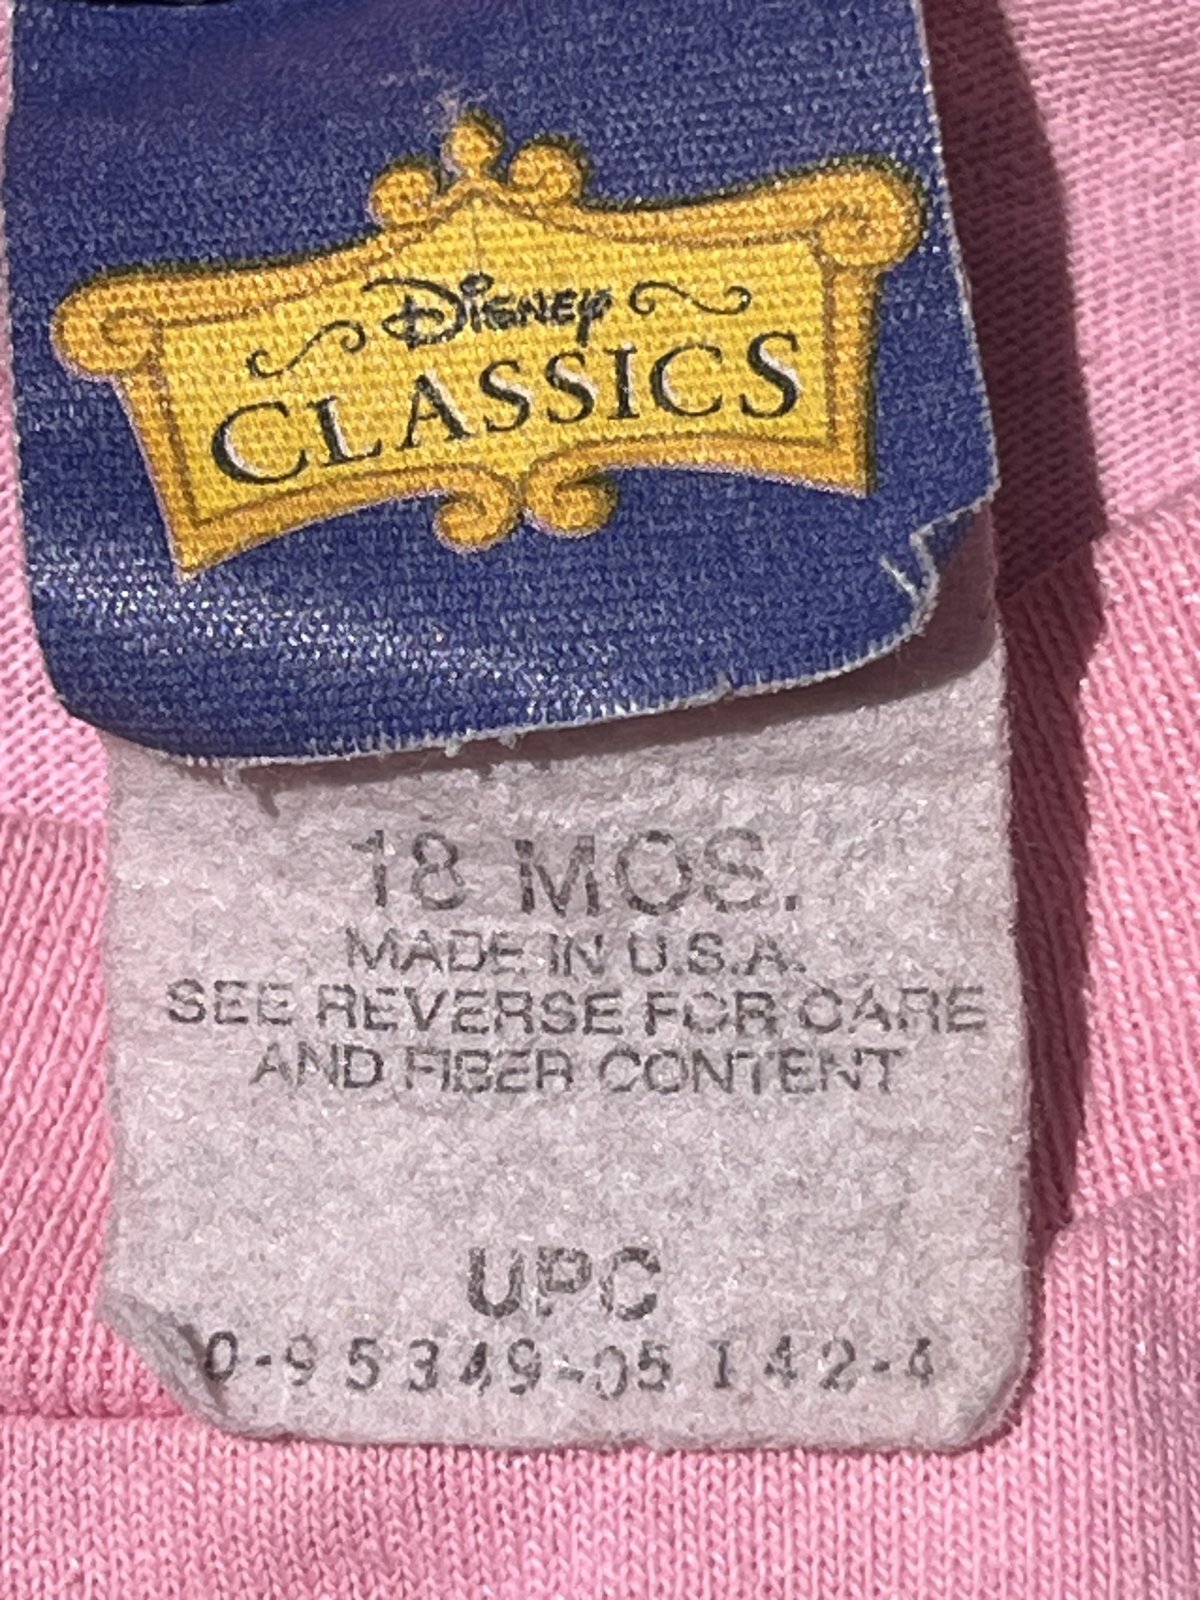 Disney
CLASSICS
18 MOS.
MADE IN U.S.A.
SEE REVERSE FOR CARE
AND FIBER CONTENT
UPC
0-95349-05142-4